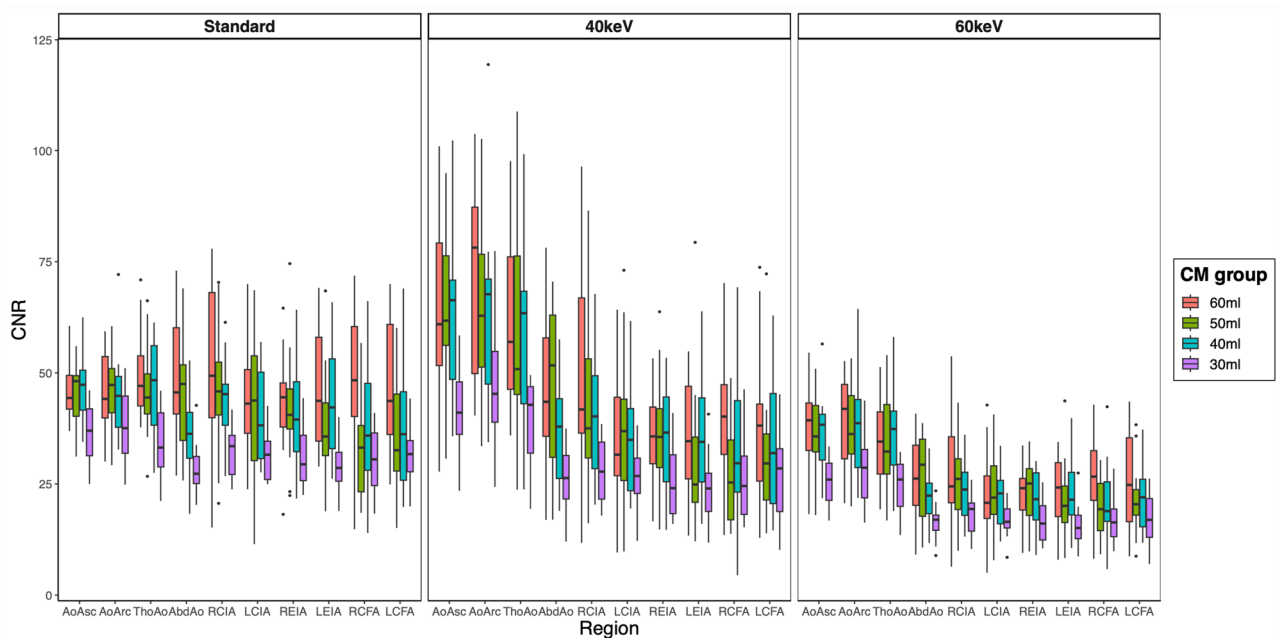 Standard
40keV
60keV
125
100
75
50
25
0
CNR
AoAsc AoArc ThoAo AbdAo RCIA LCIA REIA LEIA RCFA LCFA
AoAsc AoArc ThoAo AbdAo RCIA LCIA REIA LEIA RCFA LCFA
AoAsc AoArc ThoAo AbdAo RCIA LCIA REIA LEIA RCFA LCFA
Region
CM group
60ml
50ml
40ml
30ml